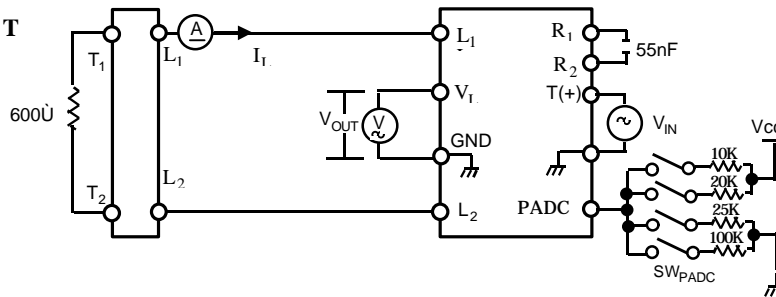 T
T1
L1
A
IL
L1
R1
R2
55nF
T(+)
600Ù
VOUT
V
VL
GND
VIN
VCC
10K
20K
25K
100K
T2
L2
L2
PADC
SWPADC